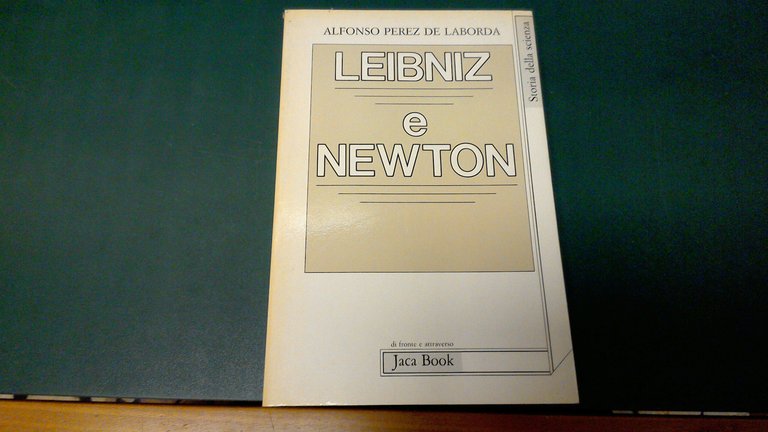 ALFONSO PEREZ DE LABORDA
LEIBNIZ
e
NEWTON
Storia della scienza
di fronte e attraverso
Jaca Book